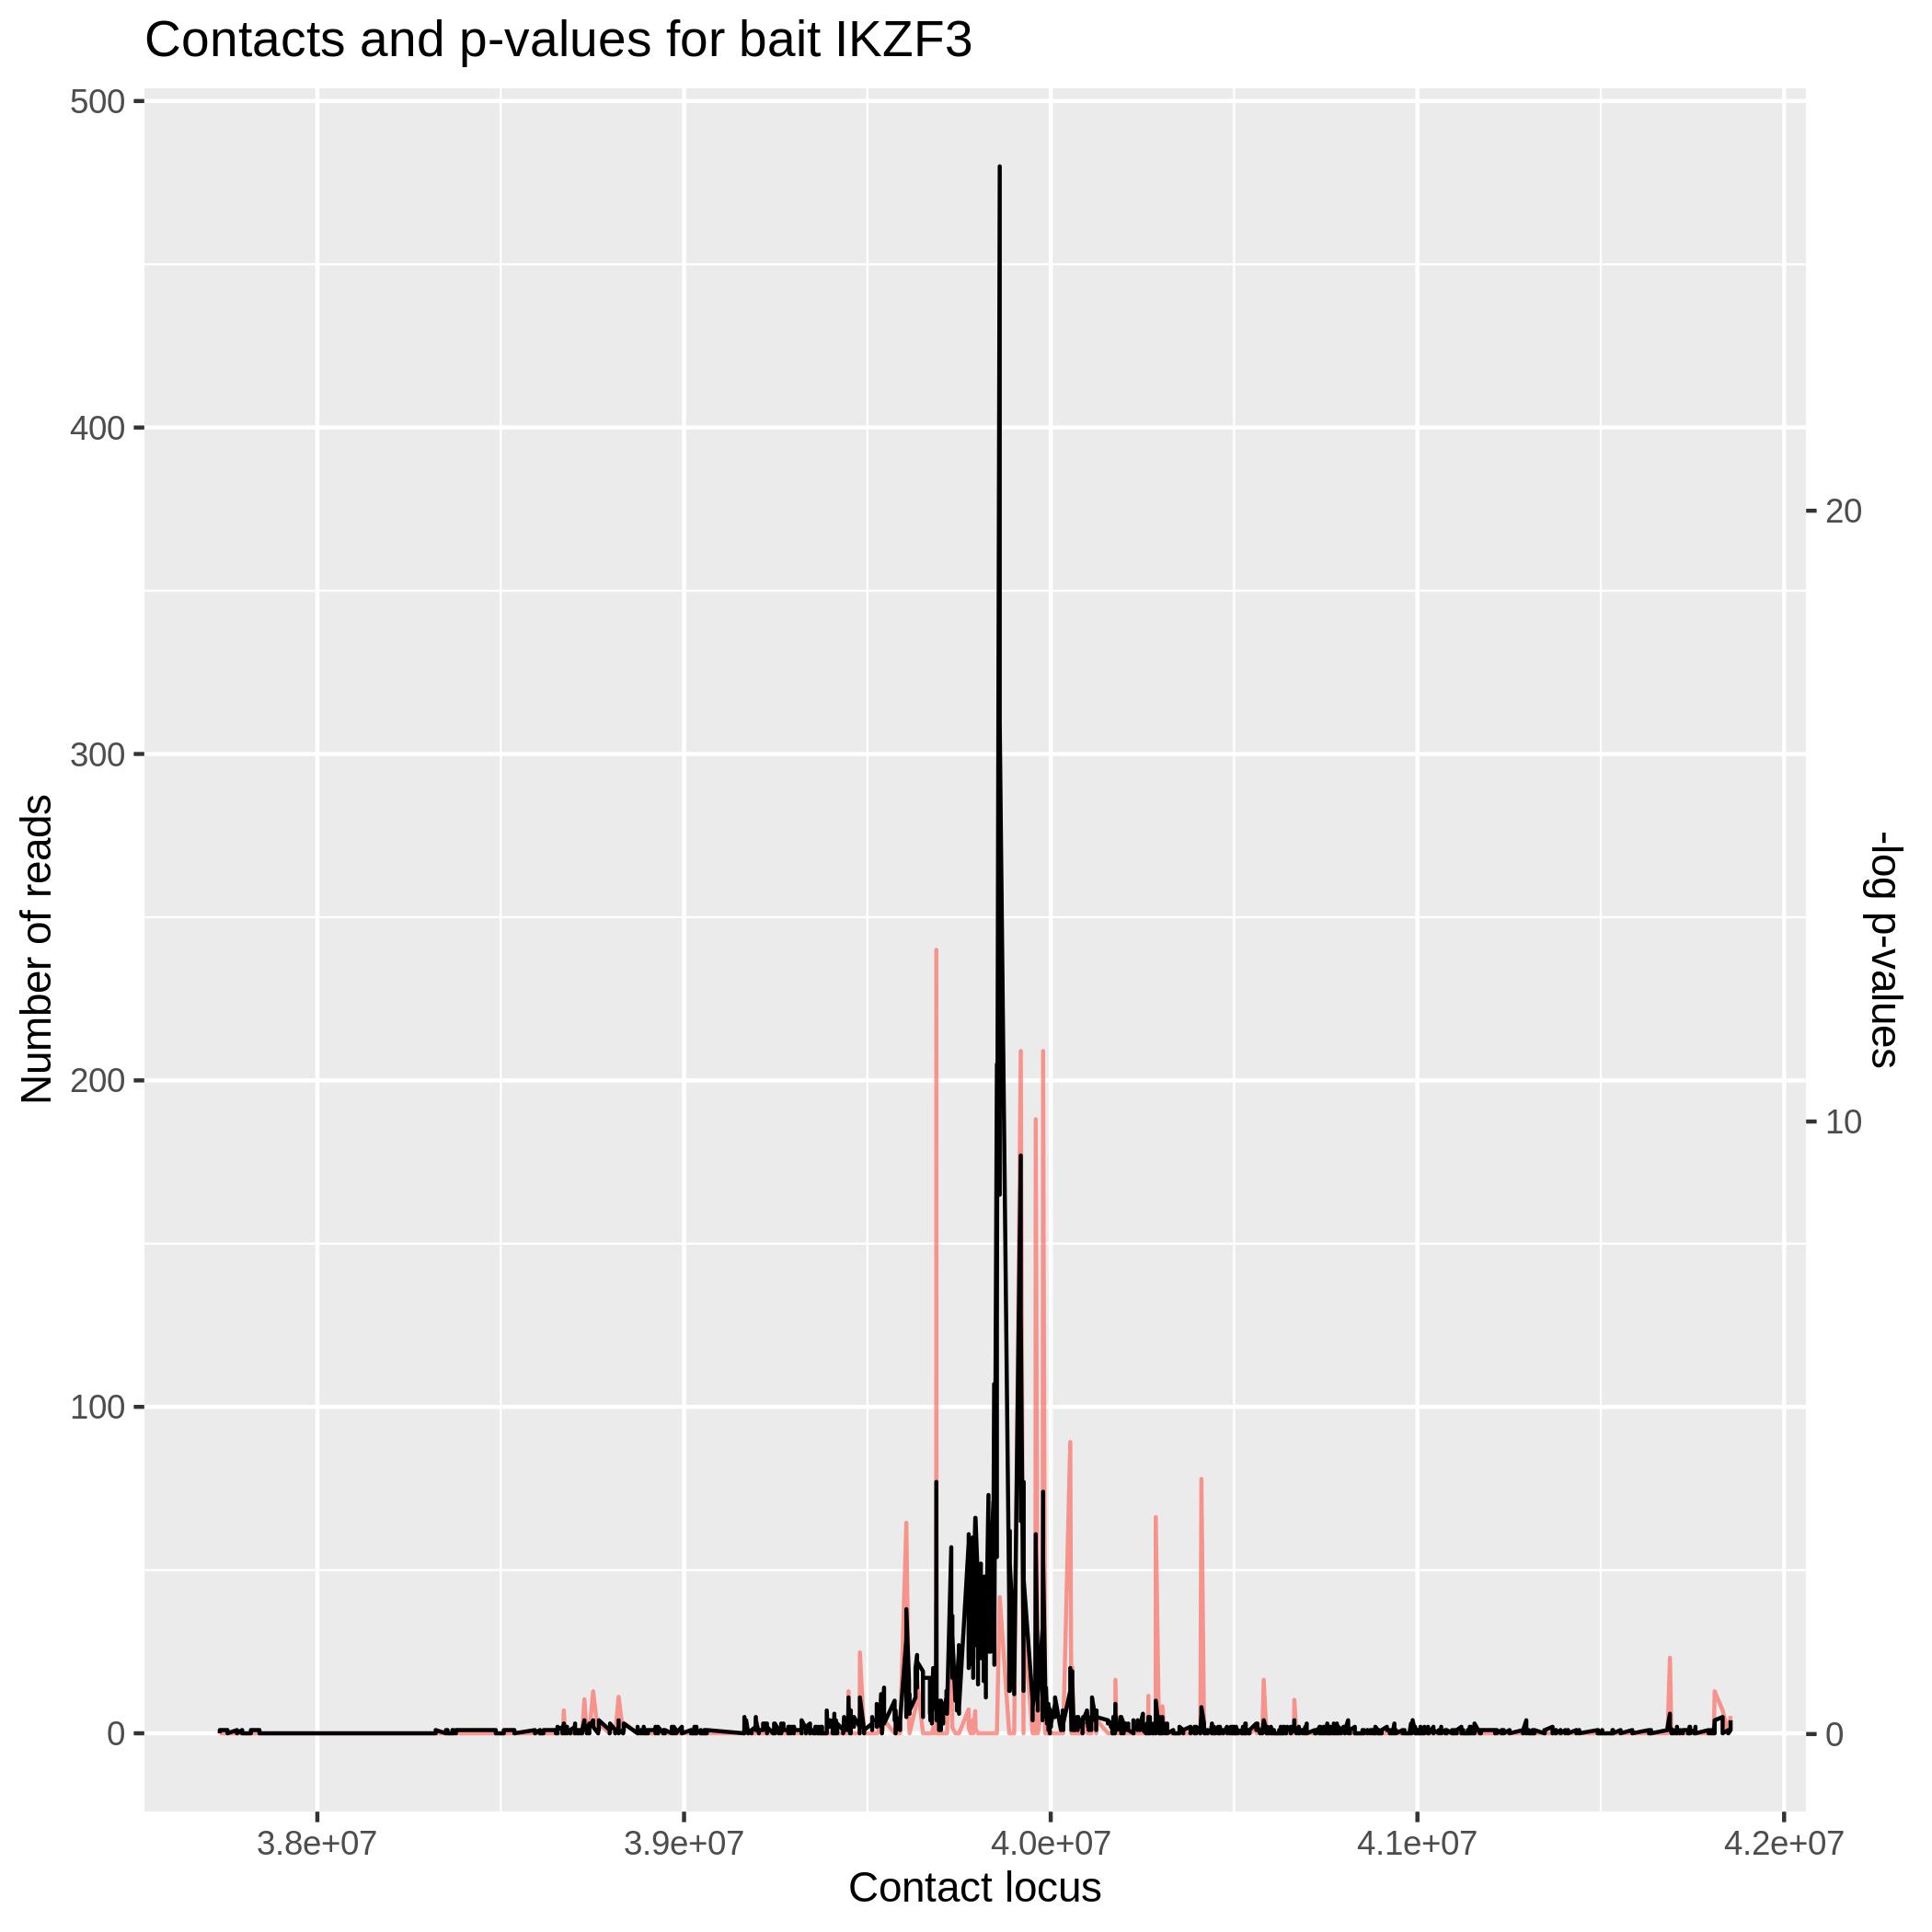 Contacts and p-values for bait IKZF3
Number of reads
500
400
300
200
100
0
20
10
0
-log p-values
3.8e+07
3.9e+07
4.0e+07
4.1e+07
4.2e+07
Contact locus